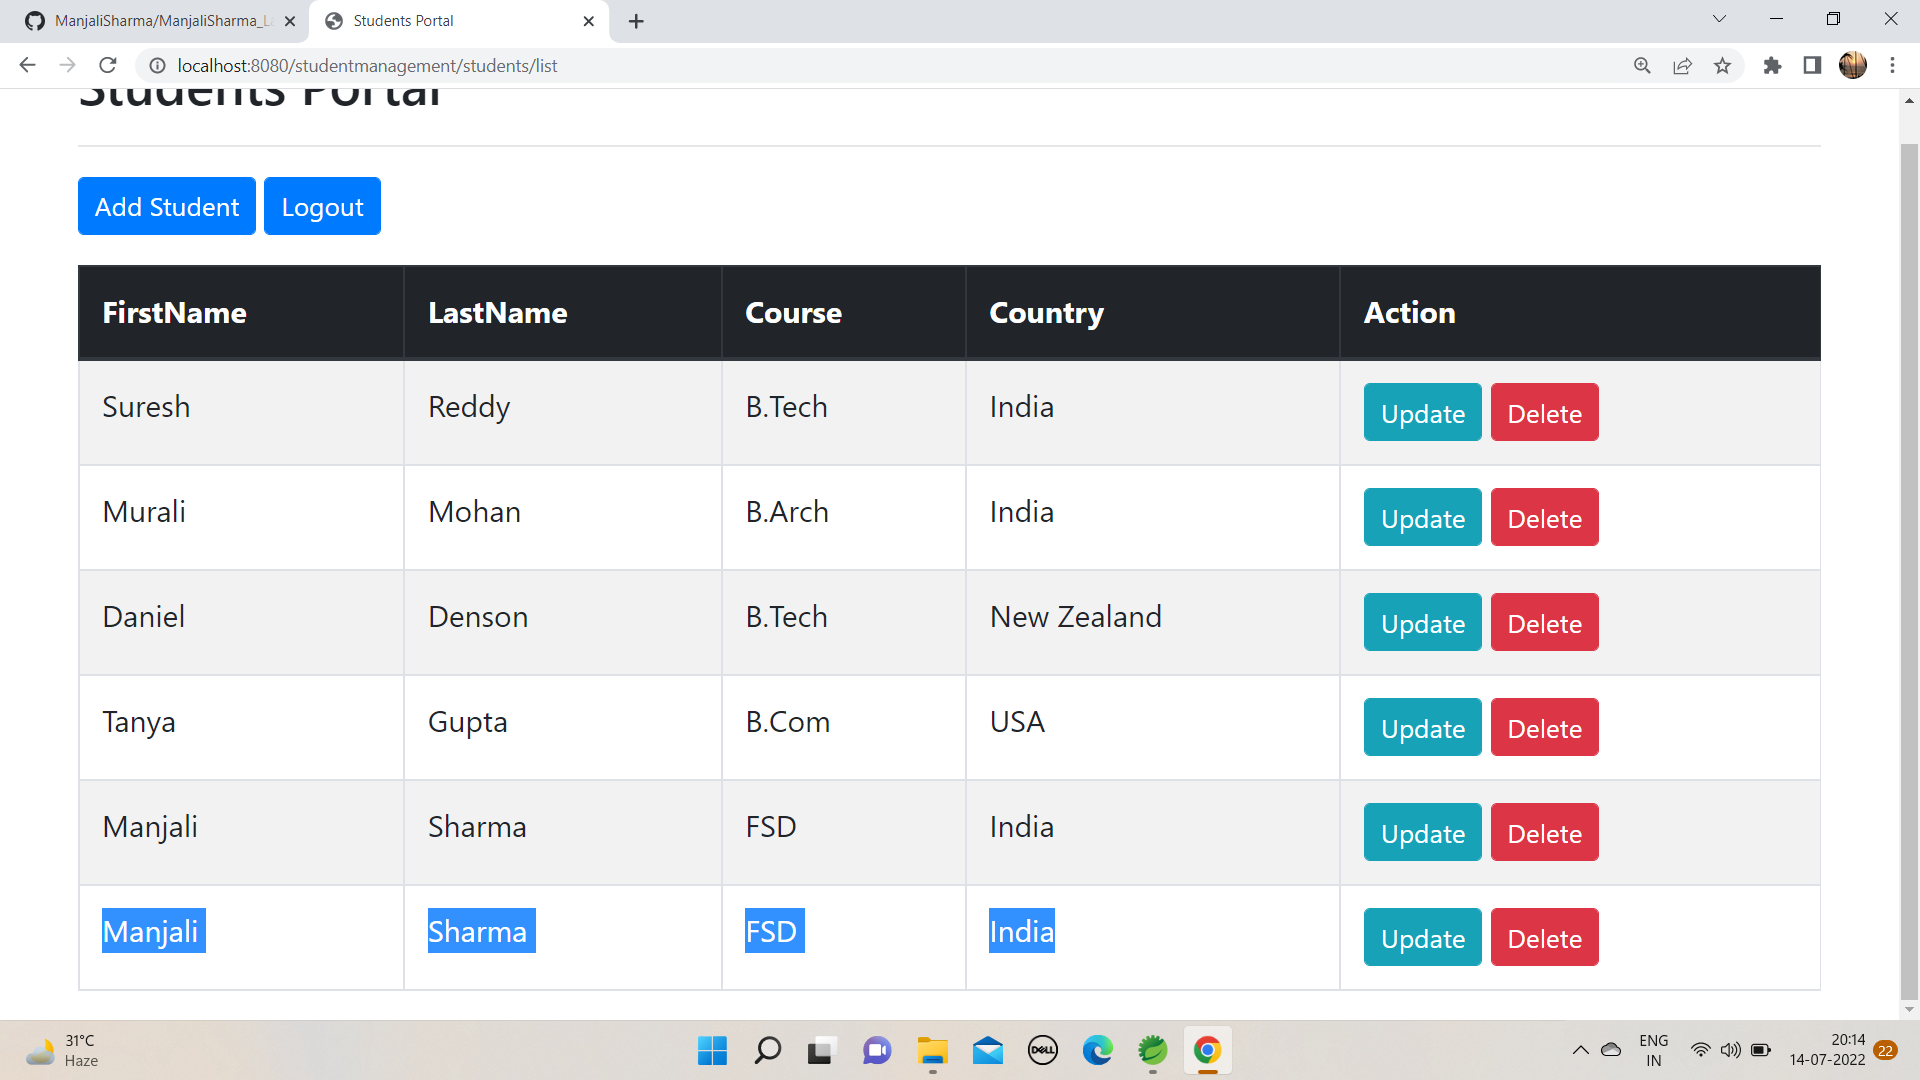 ManjaliSharma/ManjaliSharma_L
Students Portal
localhost:8080/studentmanagement/students/list
Students Portal
Add Student Logout
FirstName LastName Course Country Action
Suresh Reddy B.Tech India Update Delete
Murali Mohan B.Arch India Update Delete
Daniel Denson B.Tech New Zealand Update Delete
Tanya Gupta B.Com USA Update Delete
Manjali Sharma FSD India Update Delete
Manjali Sharma FSD India Update Delete
31°C
Haze
DELL
ENG
IN
20:14
14-07-2022
22